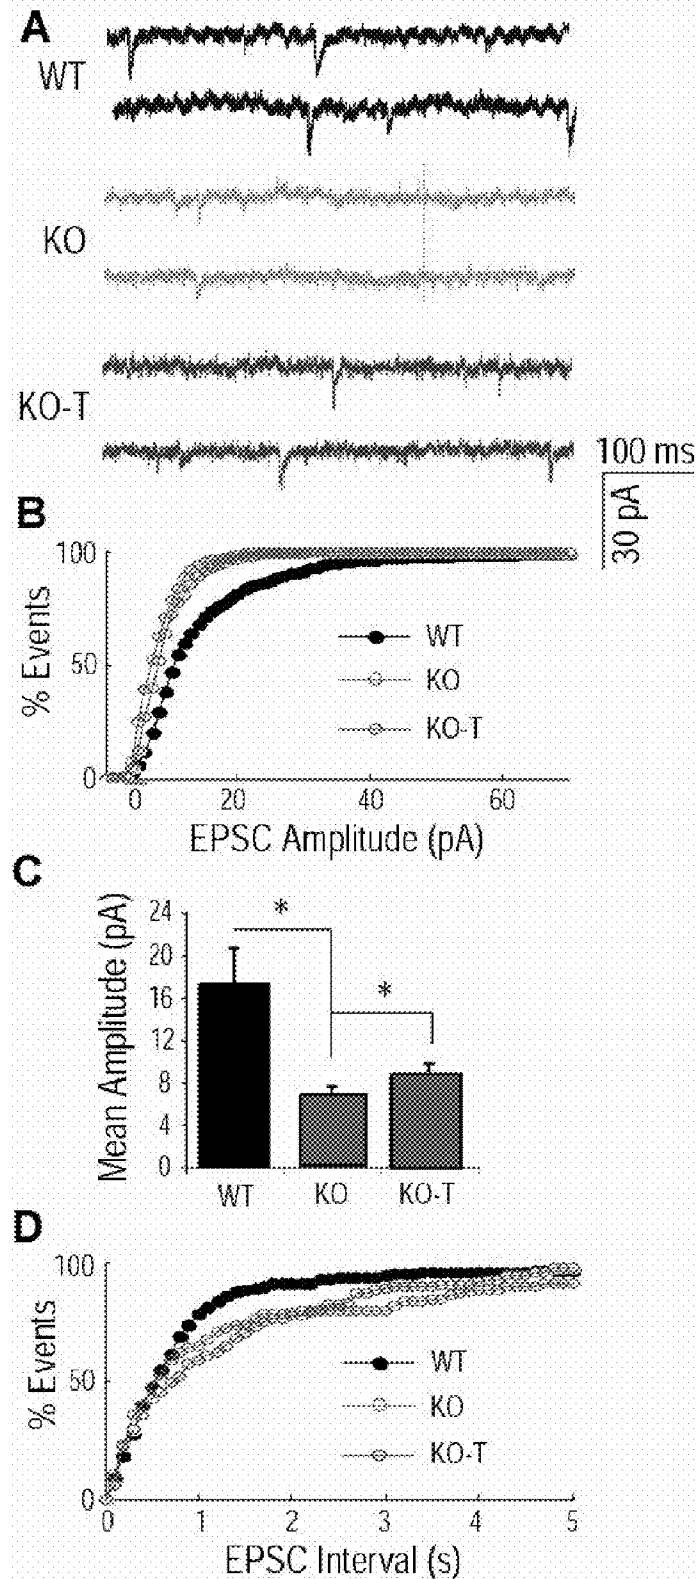 A
WT
KO
KO-T
100 ms
30 pA
B
100
50
0
% Events
WT
KO
KO-T
0 20 40 60
EPSC Amplitude (pA)
C
24
20
16
12
8
4
0
Mean Amplitude (pA)
*
*
WT KO KO-T
D
100
50
0
% Events
WT
KO
KO-T
0 1 2 3 4 5
EPSC Interval (s)